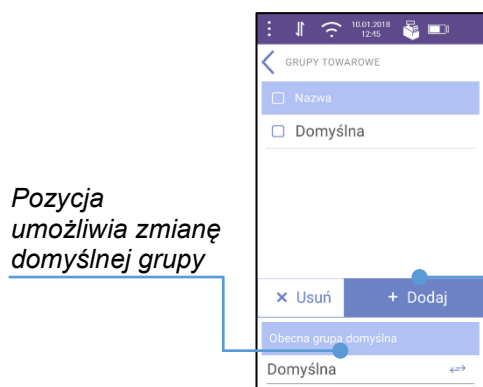 10.01.2018
12:45
GRUPY TOWAROWE
Nazwa
Domyślna
Pozycja
umożliwia zmianę
domyślnej grupy
Usuń
+ Dodaj
Obecna grupa domyślna
Domyślna